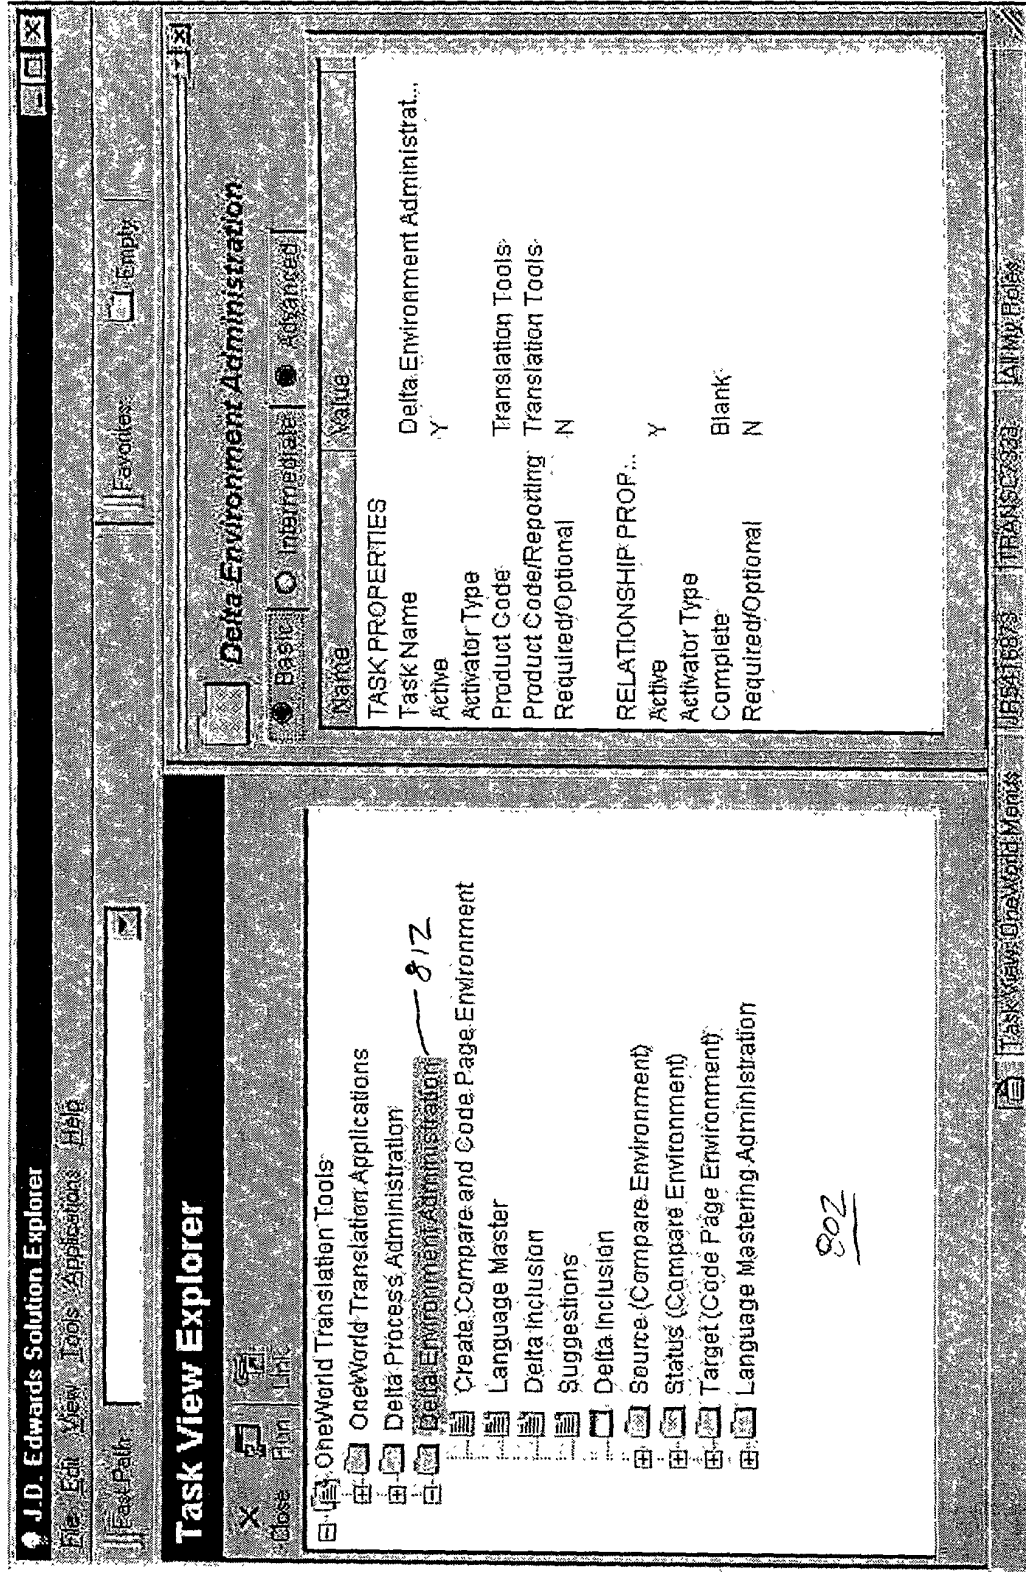 J.D. Edwards Solution Explorer
File Edit View Tools Applications Help
Fast Path
Favorites:
Empty
Task View Explorer
Close Run Link
OneWorld Translation Tools
OneWorld Translation Applications
Delta Process Administration
Delta Environment Administration
812
Create Compare and Code Page Environment
Language Master
Delta Inclusion
Suggestions
Delta Inclusion
Source (Compare Environment)
Status (Compare Environment)
Target (Code Page Environment)
Language Mastering Administration
802
Delta Environment Administration
Basic Intermediate Advanced
Name Value
TASK PROPERTIES
Task Name Delta Environment Administrat...
Active Y
Activator Type
Product Code Translation Tools
Product Code/Reporting Translation Tools
Required/Optional N
RELATIONSHIP PROP...
Active Y
Activator Type
Complete Blank
Required/Optional N
Task View: OneWorld Menus
All My Roles